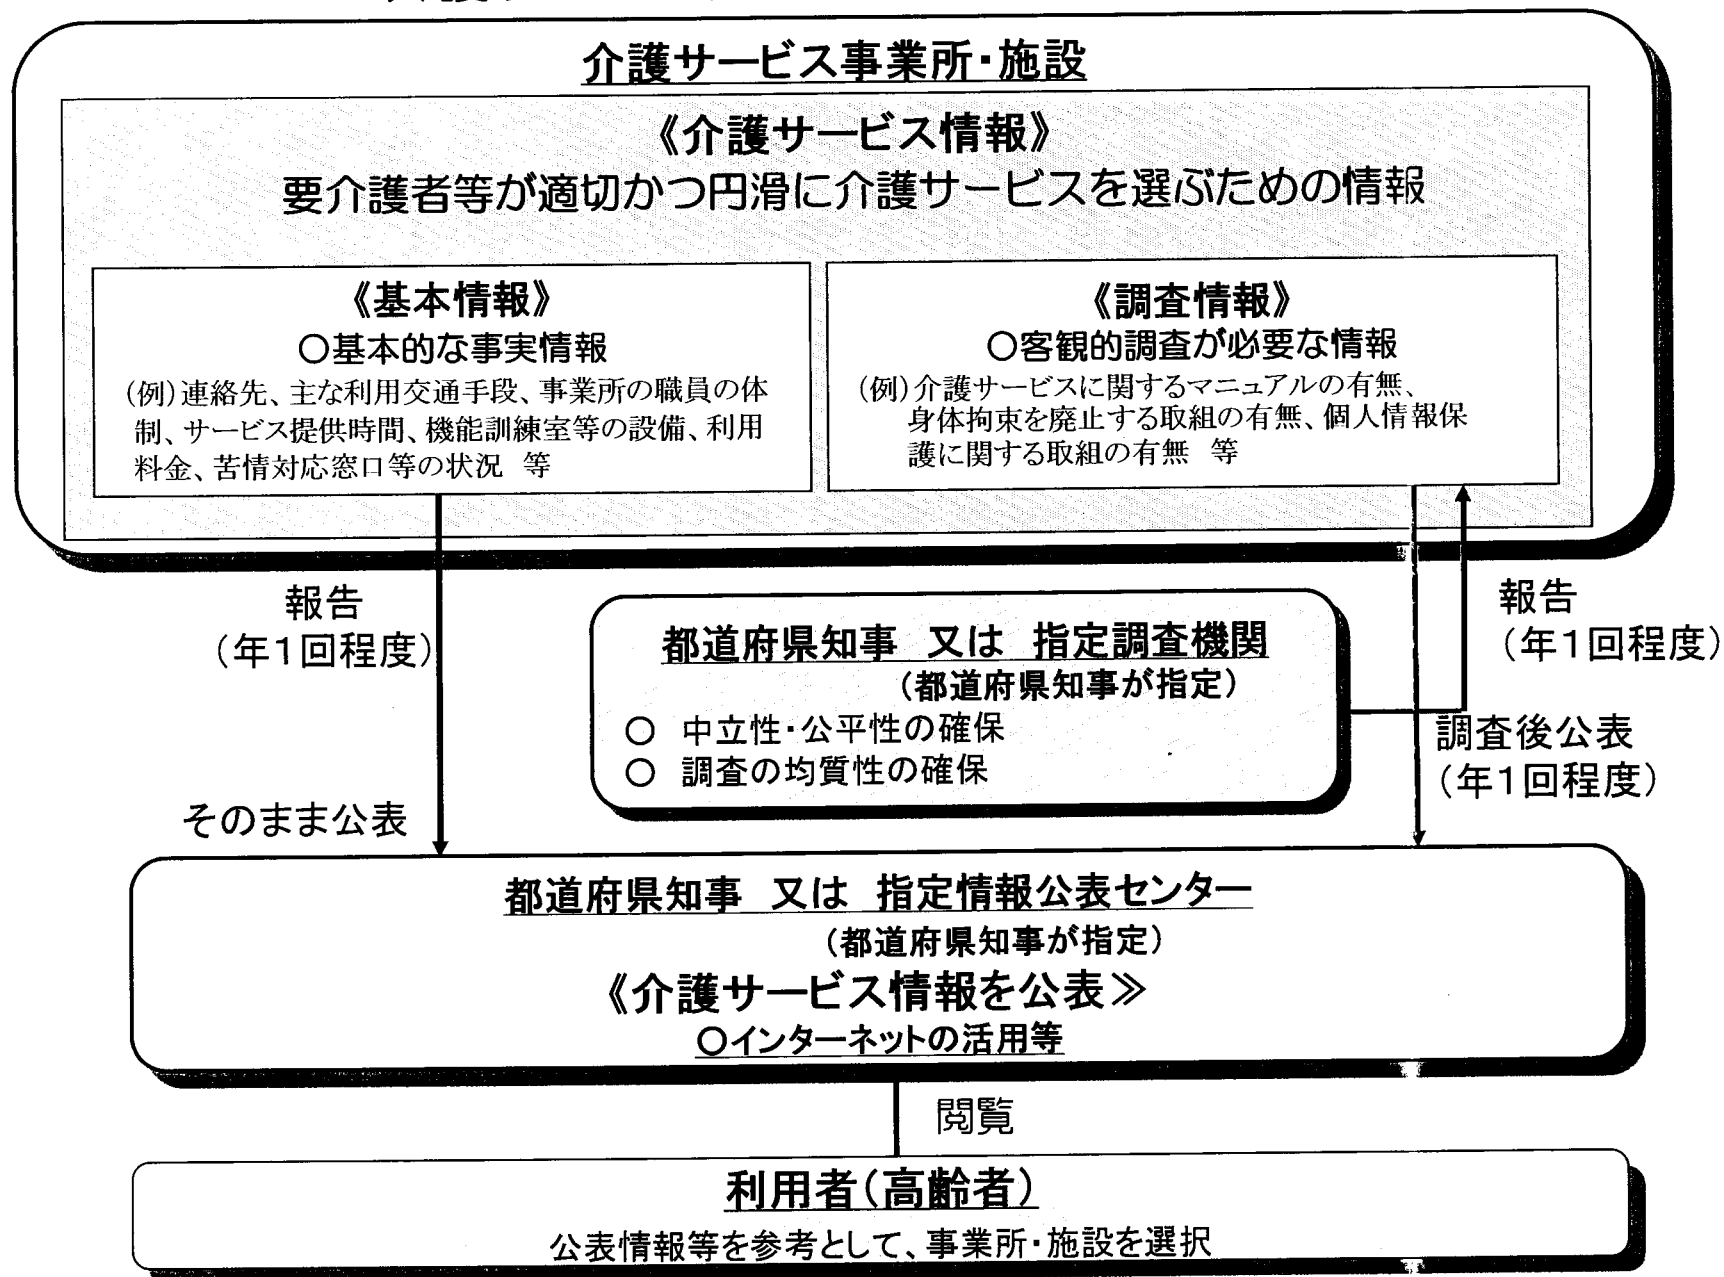 介護サービス事業所・施設
《介護サービス情報》
要介護者等が適切かつ円滑に介護サービスを選ぶための情報
《基本情報》
○基本的な事実情報
(例)連絡先、主な利用交通手段、事業所の職員の体
制、サービス提供時間、機能訓練室等の設備、利用
料金、苦情対応窓口等の状況 等
《調査情報》
○客観的調査が必要な情報
(例)介護サービスに関するマニュアルの有無、
身体拘束を廃止する取組の有無、個人情報保
護に関する取組の有無 等
報告
(年1回程度)
都道府県知事 又は 指定調査機関
(都道府県知事が指定)
○ 中立性・公平性の確保
○ 調査の均質性の確保
報告
(年1回程度)
調査後公表
(年1回程度)
そのまま公表
都道府県知事 又は 指定情報公表センター
(都道府県知事が指定)
《介護サービス情報を公表≫
○インターネットの活用等
閲覧
利用者(高齢者)
公表情報等を参考として、事業所・施設を選択